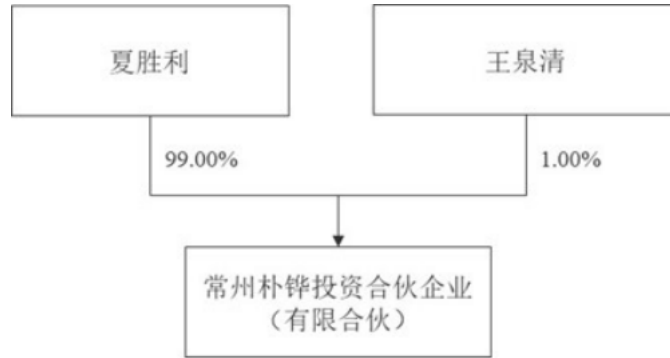 夏胜利
王泉清
99.00%
1.00%
常州朴铧投资合伙企业
（有限合伙）